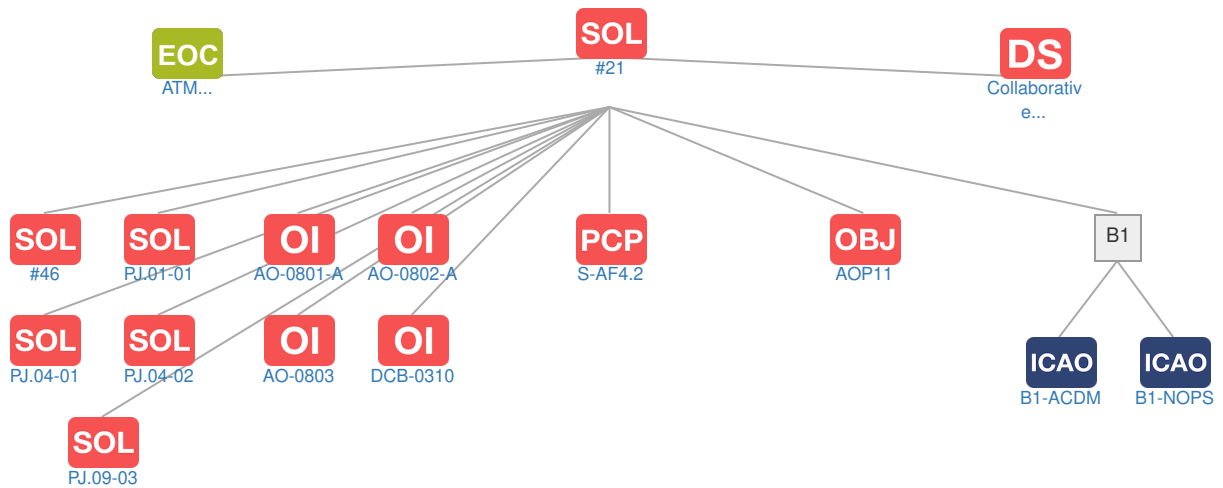 SOL
#21
EOC
ATM...
DS
Collaborativ
e...
SOL
#46
SOL
PJ.01-01
OI
AO-0801-A
OI
AO-0802-A
PCP
S-AF4.2
OBJ
AOP11
B1
SOL
PJ.04-01
SOL
PJ.04-02
OI
AO-0803
OI
DCB-0310
ICAO
B1-ACDM
ICAO
B1-NOPS
SOL
PJ.09-03